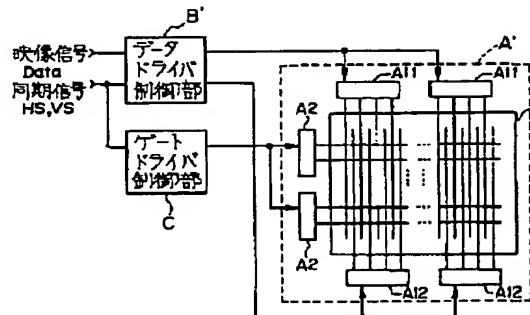 B'
映像信号
Data
同期信号
HS,VS
データ
ドライバ
制御部
ゲート
ドライバ
制御部
C
A'
A11
A11
A2
A2
A12
A12